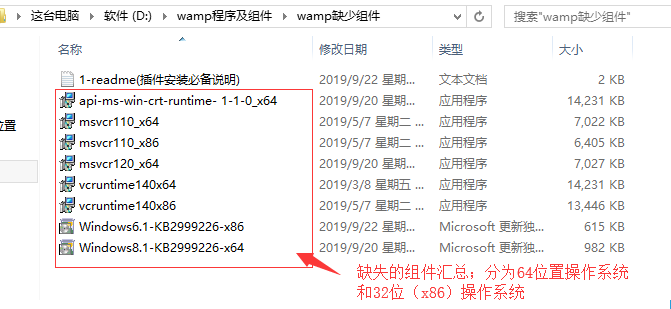 这台电脑 › 软件 (D:) › wamp程序及组件 › wamp缺少组件
搜索"wamp缺少组件"
名称 修改日期 类型 大小
1-readme(插件安装必备说明) 2019/9/22 星期... 文本文档 2 KB
api-ms-win-crt-runtime- 1-1-0_x64 2019/9/20 星期... 应用程序 14,231 KB
msvcr110_x64 2019/5/7 星期二 ... 应用程序 7,022 KB
msvcr110_x86 2019/5/7 星期二 ... 应用程序 6,405 KB
msvcr120_x64 2019/9/20 星期... 应用程序 7,027 KB
vcruntime140x64 2019/3/8 星期五 ... 应用程序 14,231 KB
vcruntime140x86 2019/5/7 星期二 ... 应用程序 13,446 KB
位置
Windows6.1-KB2999226-x86 2019/9/22 星期... Microsoft 更新独... 615 KB
Windows8.1-KB2999226-x64 2019/9/20 星期... Microsoft 更新独... 982 KB
缺失的组件汇总；分为64位置操作系统
和32位（x86）操作系统